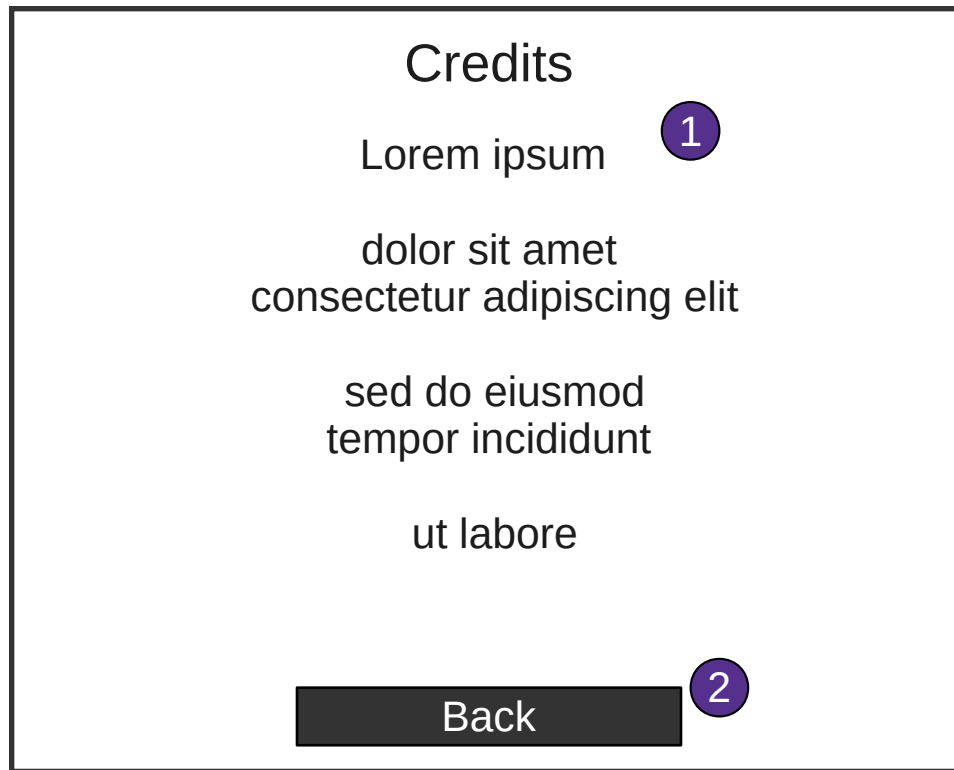 Credits
1
Lorem ipsum
dolor sit amet
consectetur adipiscing elit
sed do eiusmod
tempor incididunt
ut labore
2
Back